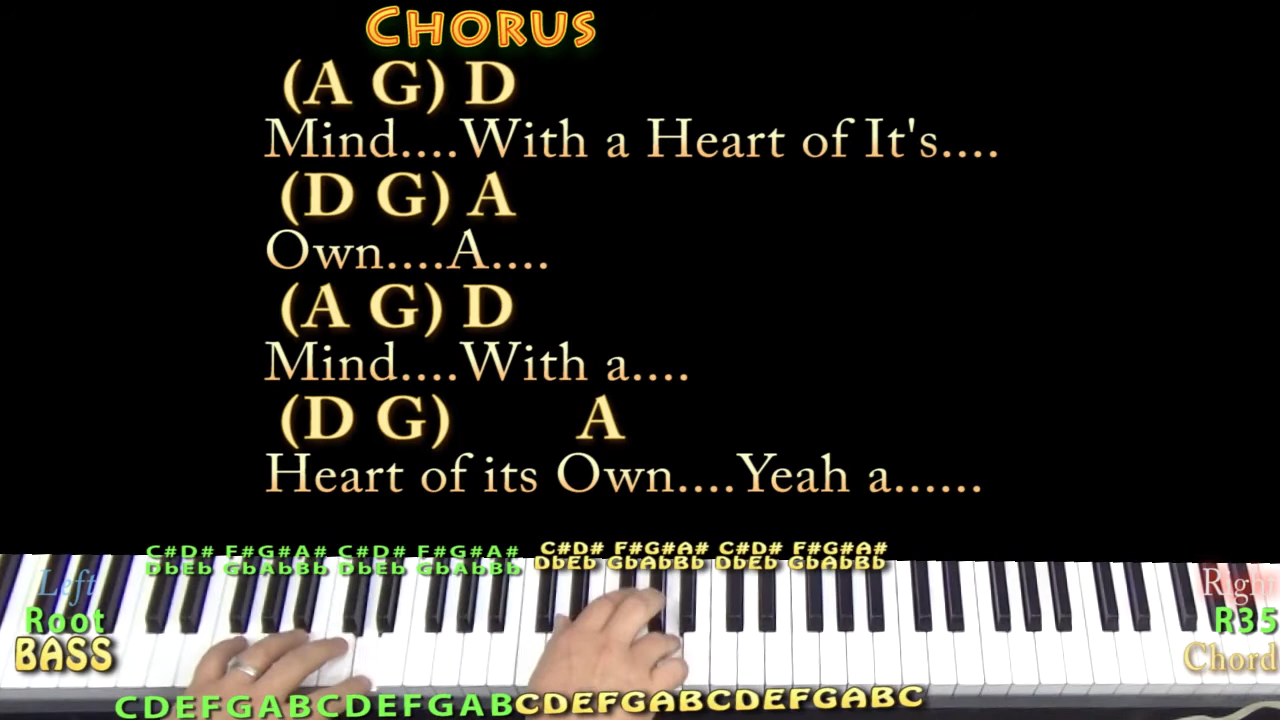 CHORUS
(A G) D
Mind....With a Heart of It's....
(D G) A
Own....A....
(A G) D
Mind....With a....
(D G) A
Heart of its Own....Yeah a......
C#D# F#G#A# C#D# F#G#A# C#D# F#G#A# C#D# F#G#A#
DbEb GbAbBb DbEb GbAbBb DbEb GbAbBb DbEb GbAbBb
Left Right
Root R35
BASS Chord
CDEFGABCDEFGABCDEFGABCDEFGABC